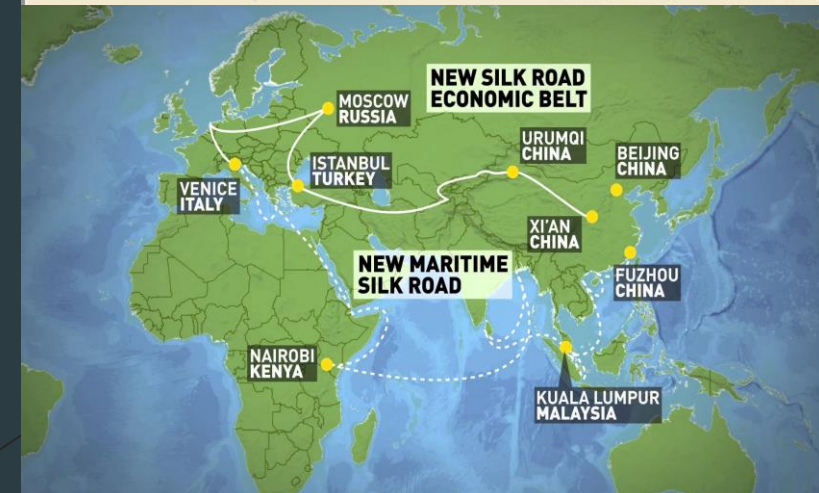 NEW SILK ROAD
ECONOMIC BELT
MOSCOW
RUSSIA
URUMQI
CHINA
BEIJING
CHINA
ISTANBUL
TURKEY
VENICE
ITALY
XI'AN
CHINA
NEW MARITIME
SILK ROAD
FUZHOU
CHINA
NAIROBI
KENYA
KUALA LUMPUR
MALAYSIA